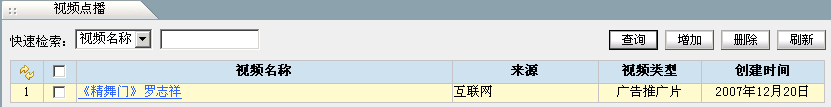 视频点播
快速检索： 视频名称 查询 增加 删除 刷新
视频名称 来源 视频类型 创建时间
1 《精舞门》罗志祥 互联网 广告推广片 2007年12月20日